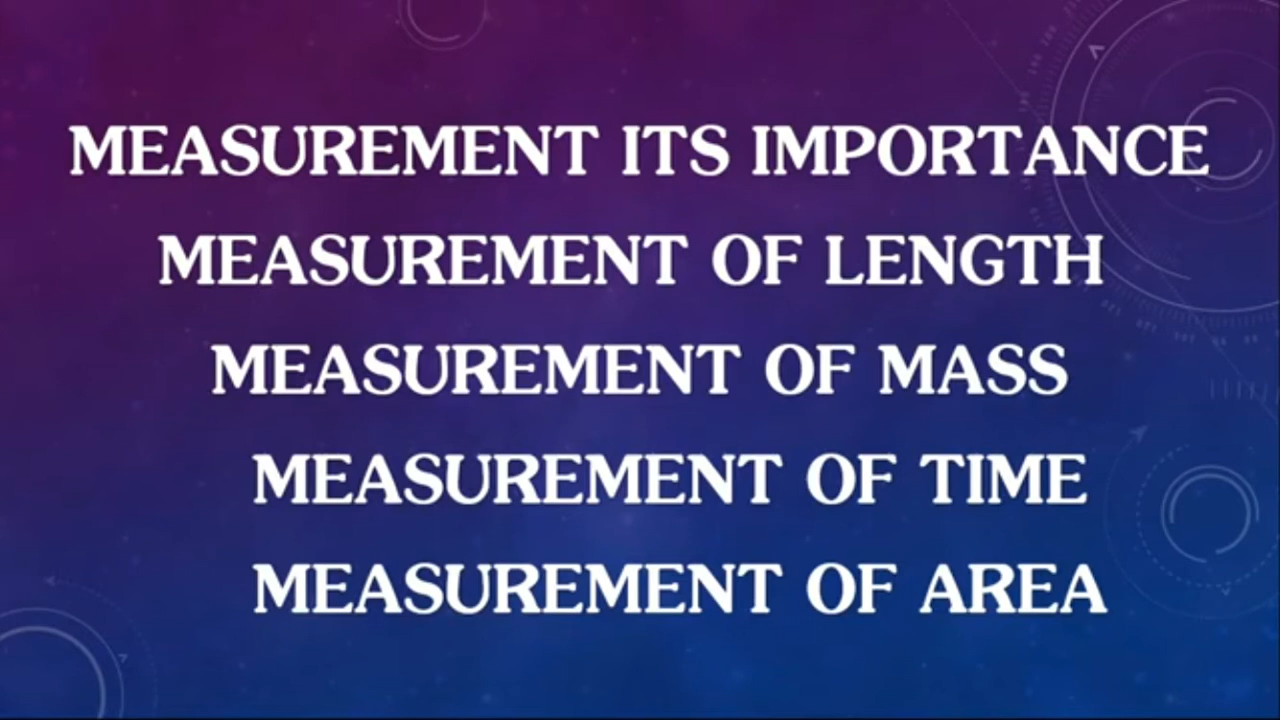 MEASUREMENT ITS IMPORTANCE
MEASUREMENT OF LENGTH
MEASUREMENT OF MASS
MEASUREMENT OF TIME
MEASUREMENT OF AREA